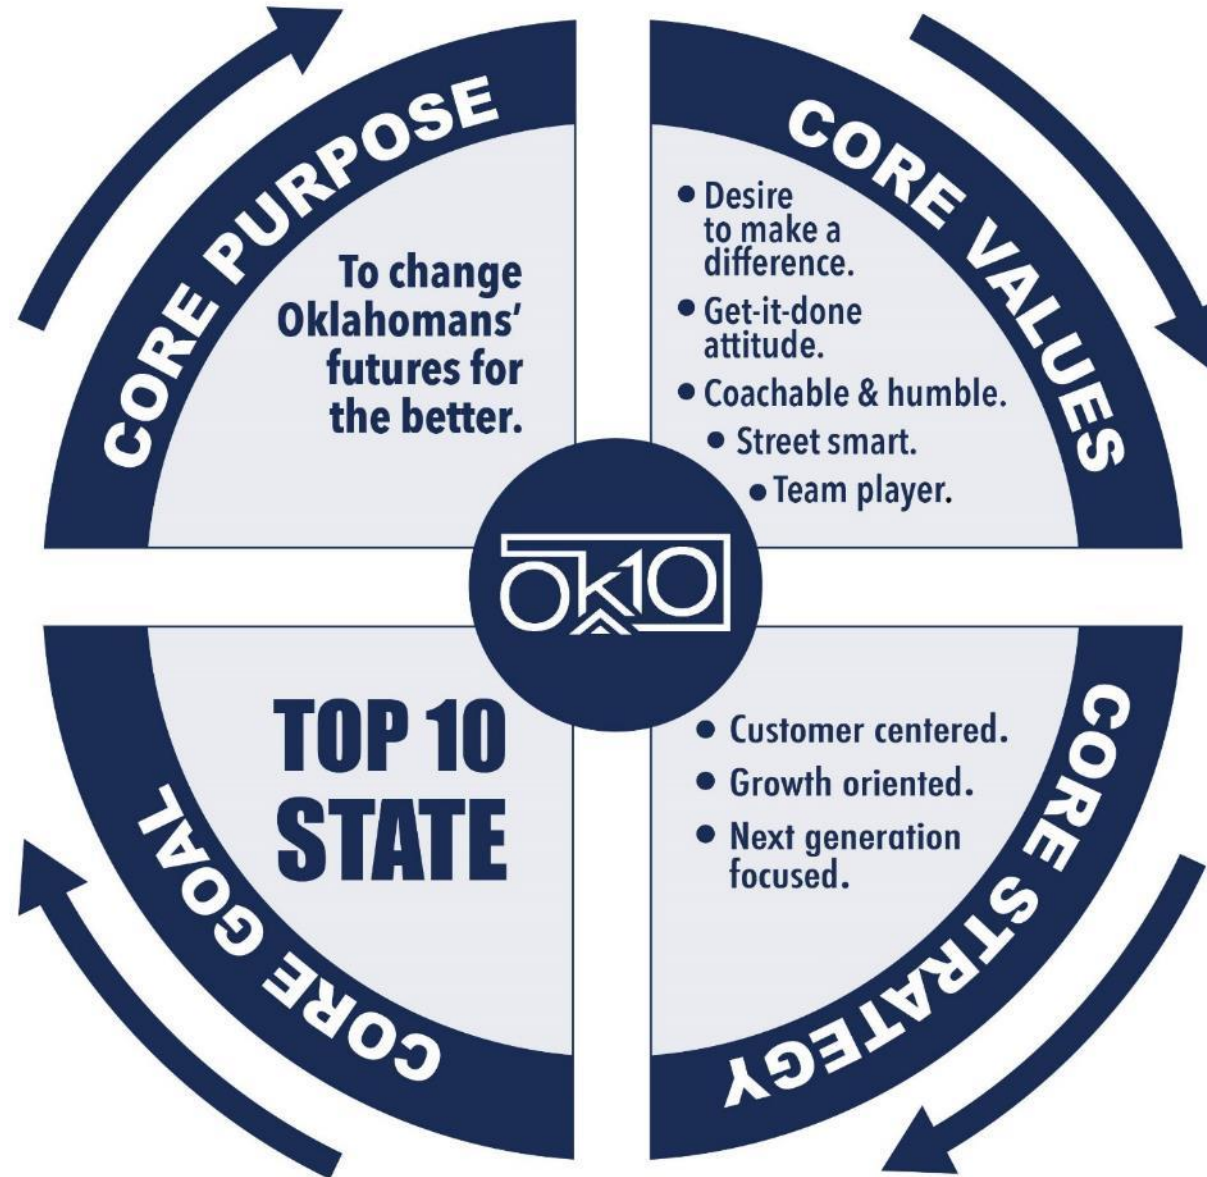 CORE PURPOSE
To change
Oklahomans'
futures for
the better.
CORE VALUES
• Desire
to make a
difference.
• Get-it-done
attitude.
• Coachable & humble.
• Street smart.
• Team player.
OK10
CORE STRATEGY
• Customer centered.
• Growth oriented.
• Next generation
focused.
CORE GOAL
TOP 10
STATE